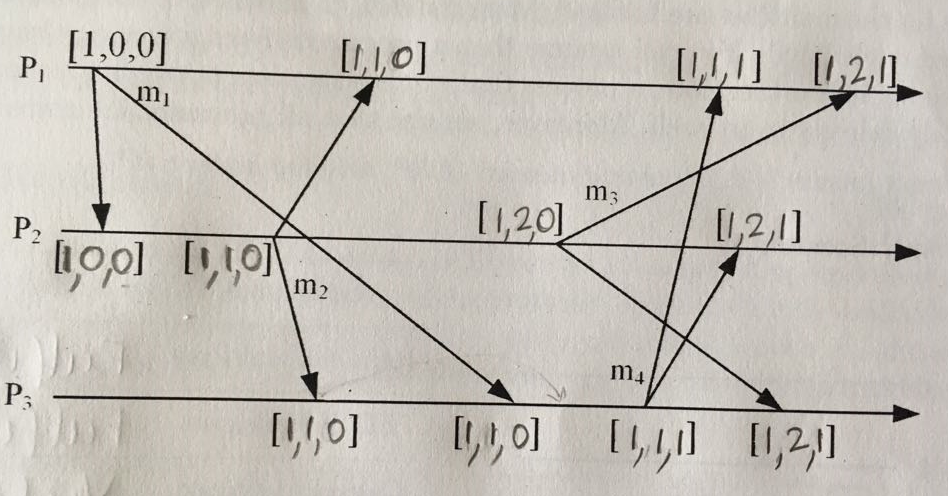 P1 [1,0,0] [1,1,0] [1,1,1] [1,2,1]
m1
m3
P2 [1,20] [1,2,1]
[1,0,0] [1,1,0]
m2
m4
P3
[1,1,0] [1,1,0] [1,1,1] [1,2,1]